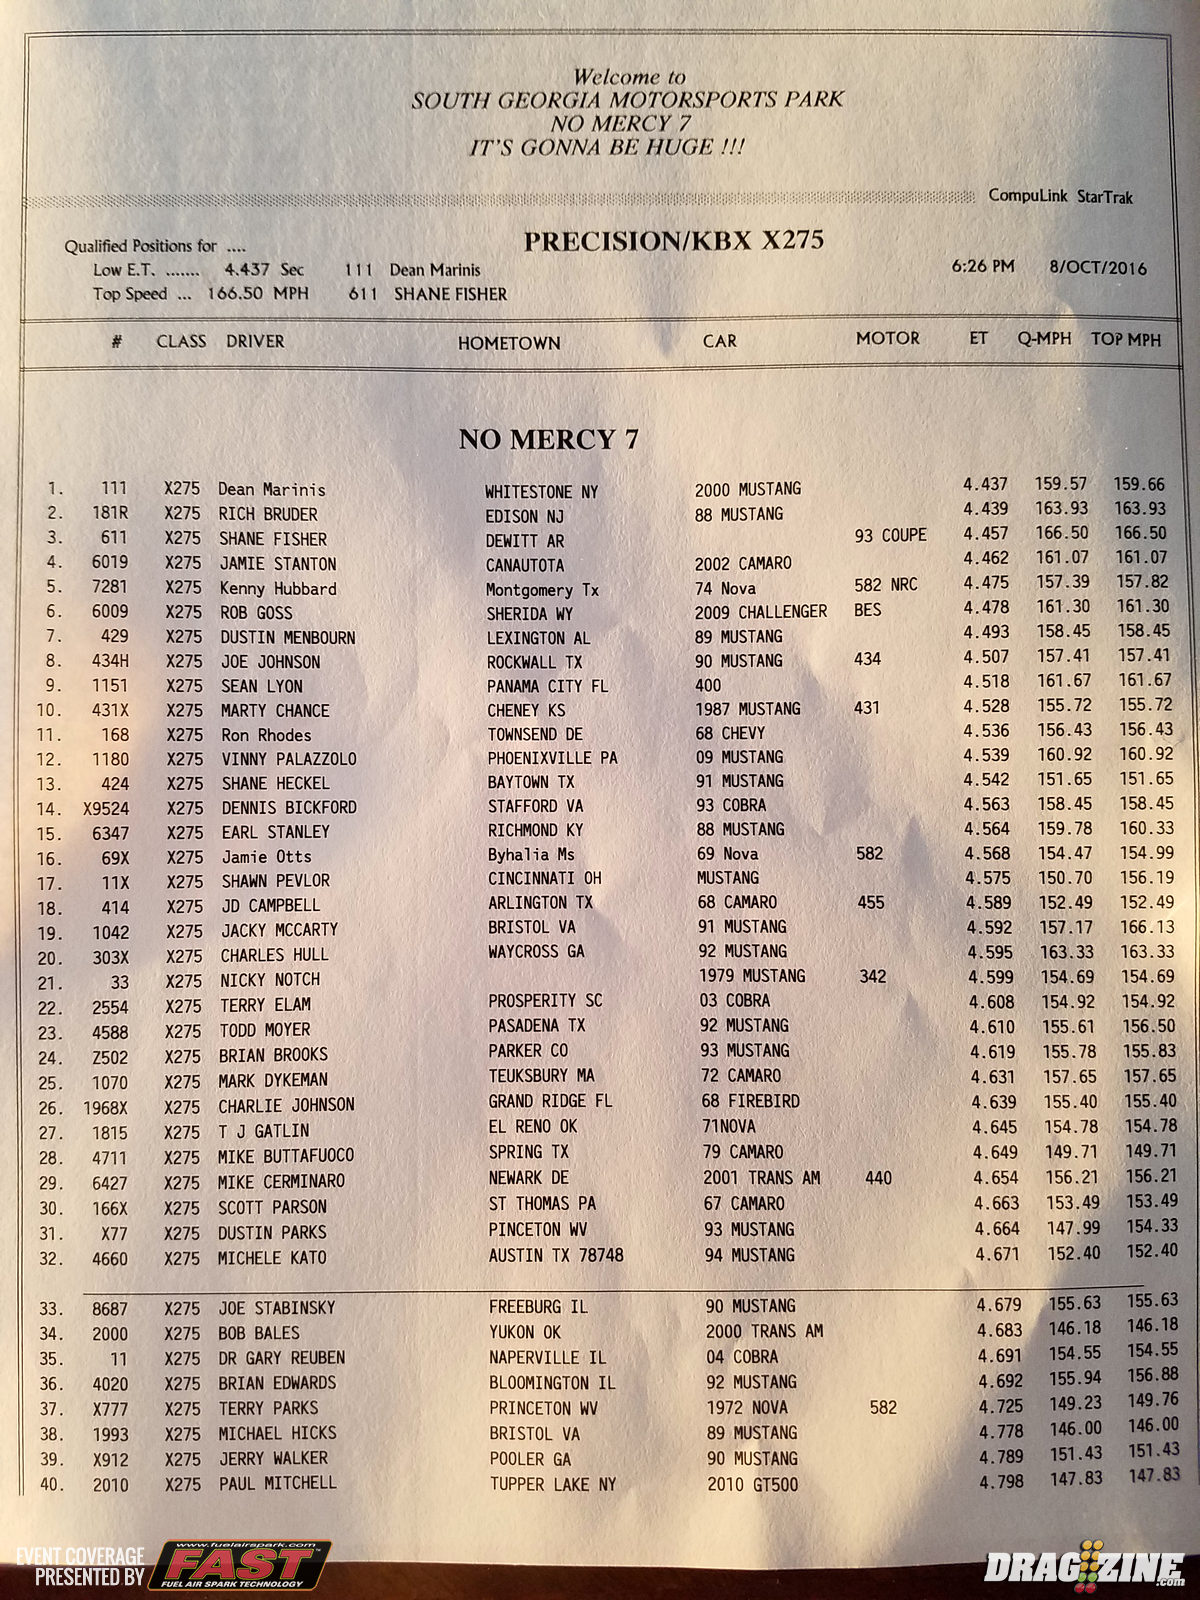 Welcome to
SOUTH GEORGIA MOTORSPORTS PARK
NO MERCY 7
IT'S GONNA BE HUGE !!!
CompuLink StarTrak
Qualified Positions for ....
PRECISION/KBX X275
Low E.T. ....... 4.437 Sec 111 Dean Marinis
6:26 PM 8/OCT/2016
Top Speed ... 166.50 MPH 611 SHANE FISHER
# CLASS DRIVER HOMETOWN CAR MOTOR ET Q-MPH TOP MPH
NO MERCY 7
1. 111 X275 Dean Marinis WHITESTONE NY 2000 MUSTANG 4.437 159.57 159.66
2. 181R X275 RICH BRUDER EDISON NJ 88 MUSTANG 4.439 163.93 163.93
3. 611 X275 SHANE FISHER DEWITT AR 93 COUPE 4.457 166.50 166.50
4. 6019 X275 JAMIE STANTON CANAUTOTA 2002 CAMARO 4.462 161.07 161.07
5. 7281 X275 Kenny Hubbard Montgomery Tx 74 Nova 582 NRC 4.475 157.39 157.82
6. 6009 X275 ROB GOSS SHERIDA WY 2009 CHALLENGER BES 4.478 161.30 161.30
7. 429 X275 DUSTIN MENBOURN LEXINGTON AL 89 MUSTANG 4.493 158.45 158.45
8. 434H X275 JOE JOHNSON ROCKWALL TX 90 MUSTANG 434 4.507 157.41 157.41
9. 1151 X275 SEAN LYON PANAMA CITY FL 400 4.518 161.67 161.67
10. 431X X275 MARTY CHANCE CHENEY KS 1987 MUSTANG 431 4.528 155.72 155.72
11. 168 X275 Ron Rhodes TOWNSEND DE 68 CHEVY 4.536 156.43 156.43
12. 1180 X275 VINNY PALAZZOLO PHOENIXVILLE PA 09 MUSTANG 4.539 160.92 160.92
13. 424 X275 SHANE HECKEL BAYTOWN TX 91 MUSTANG 4.542 151.65 151.65
14. X9524 X275 DENNIS BICKFORD STAFFORD VA 93 COBRA 4.563 158.45 158.45
15. 6347 X275 EARL STANLEY RICHMOND KY 88 MUSTANG 4.564 159.78 160.33
16. 69X X275 Jamie Otts Byhalia Ms 69 Nova 582 4.568 154.47 154.99
17. 11X X275 SHAWN PEVLOR CINCINNATI OH MUSTANG 4.575 150.70 156.19
18. 414 X275 JD CAMPBELL ARLINGTON TX 68 CAMARO 455 4.589 152.49 152.49
19. 1042 X275 JACKY MCCARTY BRISTOL VA 91 MUSTANG 4.592 157.17 166.13
20. 303X X275 CHARLES HULL WAYCROSS GA 92 MUSTANG 4.595 163.33 163.33
21. 33 X275 NICKY NOTCH 1979 MUSTANG 342 4.599 154.69 154.69
22. 2554 X275 TERRY ELAM PROSPERITY SC 03 COBRA 4.608 154.92 154.92
23. 4588 X275 TODD MOYER PASADENA TX 92 MUSTANG 4.610 155.61 156.50
24. Z502 X275 BRIAN BROOKS PARKER CO 93 MUSTANG 4.619 155.78 155.83
25. 1070 X275 MARK DYKEMAN TEUKSBURY MA 72 CAMARO 4.631 157.65 157.65
26. 1968X X275 CHARLIE JOHNSON GRAND RIDGE FL 68 FIREBIRD 4.639 155.40 155.40
27. 1815 X275 T J GATLIN EL RENO OK 71NOVA 4.645 154.78 154.78
28. 4711 X275 MIKE BUTTAFUOCO SPRING TX 79 CAMARO 4.649 149.71 149.71
29. 6427 X275 MIKE CERMINARO NEWARK DE 2001 TRANS AM 440 4.654 156.21 156.21
30. 166X X275 SCOTT PARSON ST THOMAS PA 67 CAMARO 4.663 153.49 153.49
31. X77 X275 DUSTIN PARKS PINCETON WV 93 MUSTANG 4.664 147.99 154.33
32. 4660 X275 MICHELE KATO AUSTIN TX 78748 94 MUSTANG 4.671 152.40 152.40
33. 8687 X275 JOE STABINSKY FREEBURG IL 90 MUSTANG 4.679 155.63 155.63
34. 2000 X275 BOB BALES YUKON OK 2000 TRANS AM 4.683 146.18 146.18
35. 11 X275 DR GARY REUBEN NAPERVILLE IL 04 COBRA 4.691 154.55 154.55
36. 4020 X275 BRIAN EDWARDS BLOOMINGTON IL 92 MUSTANG 4.692 155.94 156.88
37. X777 X275 TERRY PARKS PRINCETON WV 1972 NOVA 582 4.725 149.23 149.76
38. 1993 X275 MICHAEL HICKS BRISTOL VA 89 MUSTANG 4.778 146.00 146.00
39. X912 X275 JERRY WALKER POOLER GA 90 MUSTANG 4.789 151.43 151.43
40. 2010 X275 PAUL MITCHELL TUPPER LAKE NY 2010 GT500 4.798 147.83 147.83
EVENT COVERAGE PRESENTED BY
www.fuelairspark.com
FAST™
FUEL AIR SPARK TECHNOLOGY
DRAGZINE.com